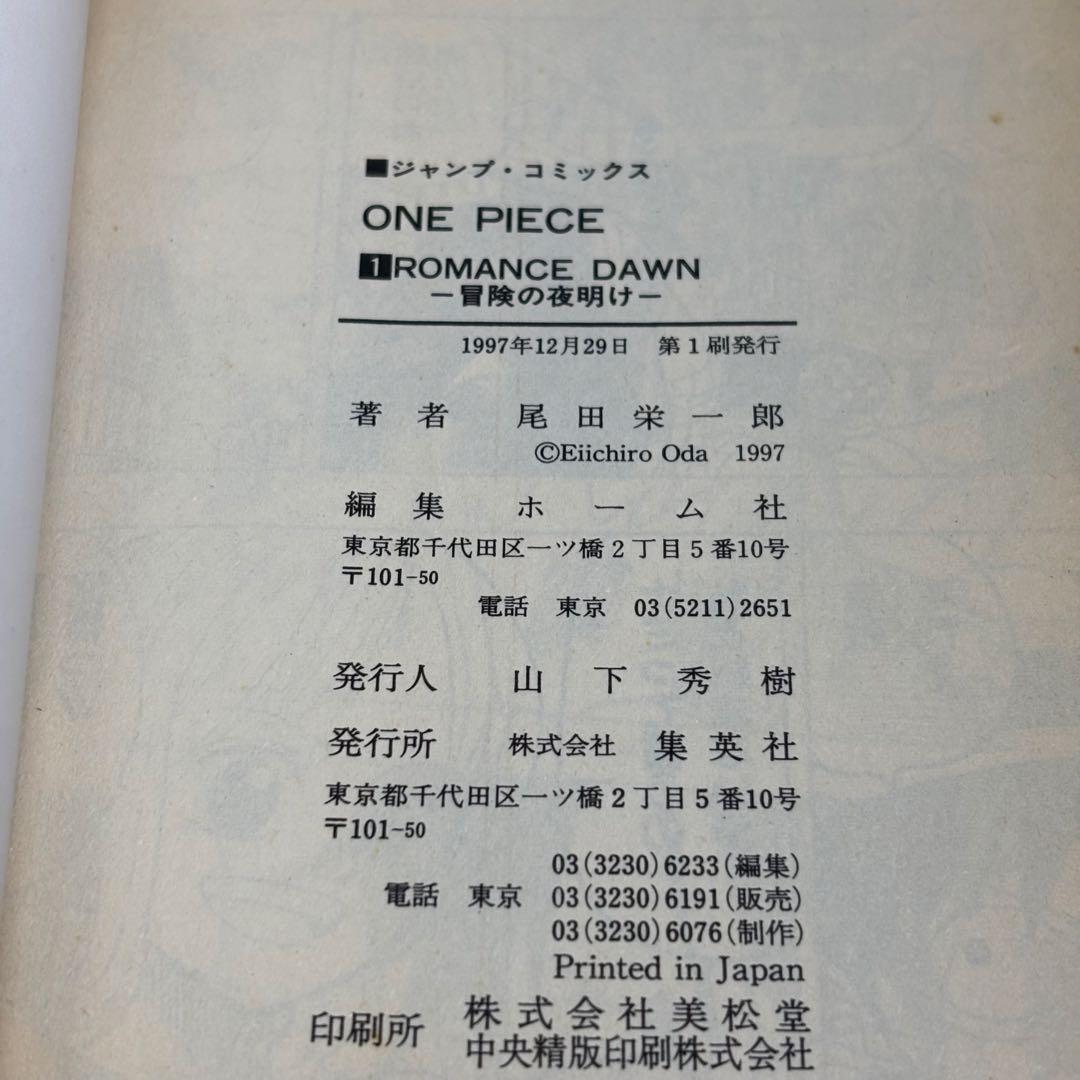 ■ジャンプ・コミックス
ONE PIECE
1 ROMANCE DAWN
―冒険の夜明け―
1997年12月29日　第1刷発行
著者　尾田栄一郎
©Eiichiro Oda 1997
編集　ホーム社
東京都千代田区一ツ橋2丁目5番10号
〒101-50
電話　東京　03(5211)2651
発行人　山下秀樹
発行所　株式会社　集英社
東京都千代田区一ツ橋2丁目5番10号
〒101-50
03(3230)6233(編集)
電話　東京　03(3230)6191(販売)
03(3230)6076(制作)
Printed in Japan
印刷所　株式会社美松堂
中央精版印刷株式会社